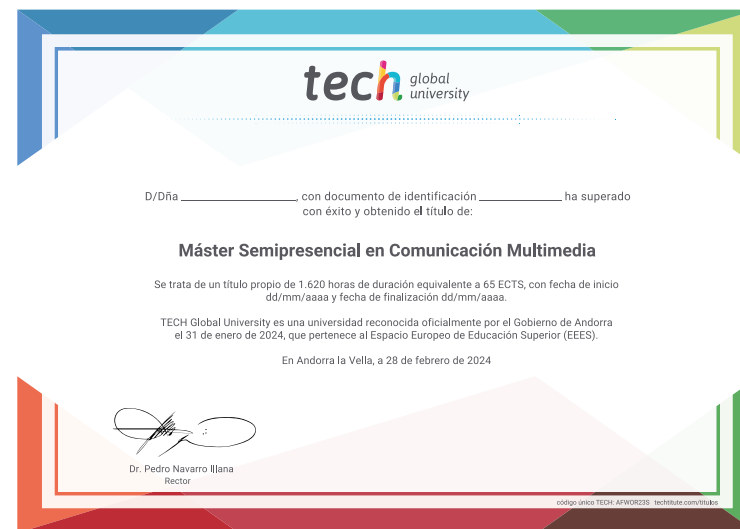 tech global university
D/Dña ____________________, con documento de identificación ______________ ha superado
con éxito y obtenido el título de:
Máster Semipresencial en Comunicación Multimedia
Se trata de un título propio de 1.620 horas de duración equivalente a 65 ECTS, con fecha de inicio
dd/mm/aaaa y fecha de finalización dd/mm/aaaa.
TECH Global University es una universidad reconocida oficialmente por el Gobierno de Andorra
el 31 de enero de 2024, que pertenece al Espacio Europeo de Educación Superior (EEES).
En Andorra la Vella, a 28 de febrero de 2024
Dr. Pedro Navarro Illana
Rector
código único TECH: AFWOR23S techtitute.com/titulos